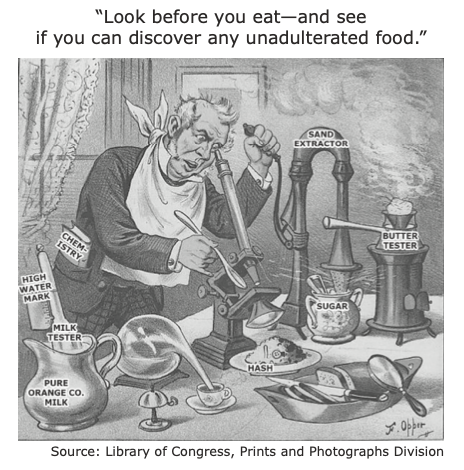 “Look before you eat—and see
if you can discover any unadulterated food.”
SAND
EXTRACTOR
CHEM-
ISTRY
BUTTER
TESTER
HIGH
WATER
MARK
SUGAR
MILK
TESTER
HASH
PURE
ORANGE CO.
MILK
F. Opper
Source: Library of Congress, Prints and Photographs Division